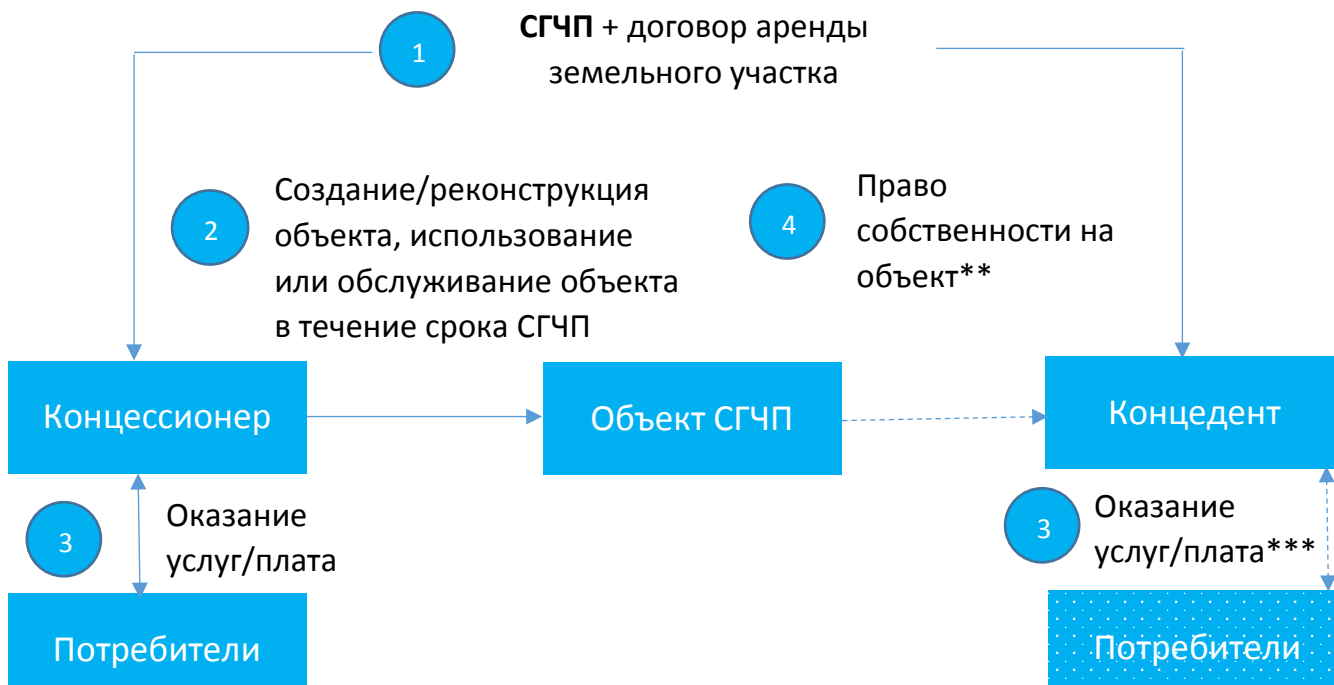 1
СГЧП + договор аренды
земельного участка
2
Создание/реконструкция
объекта, использование
или обслуживание объекта
в течение срока СГЧП
4
Право
собственности на
объект**
Концессионер
Объект СГЧП
Концедент
3
Оказание
услуг/плата
3
Оказание
услуг/плата***
Потребители
Потребители